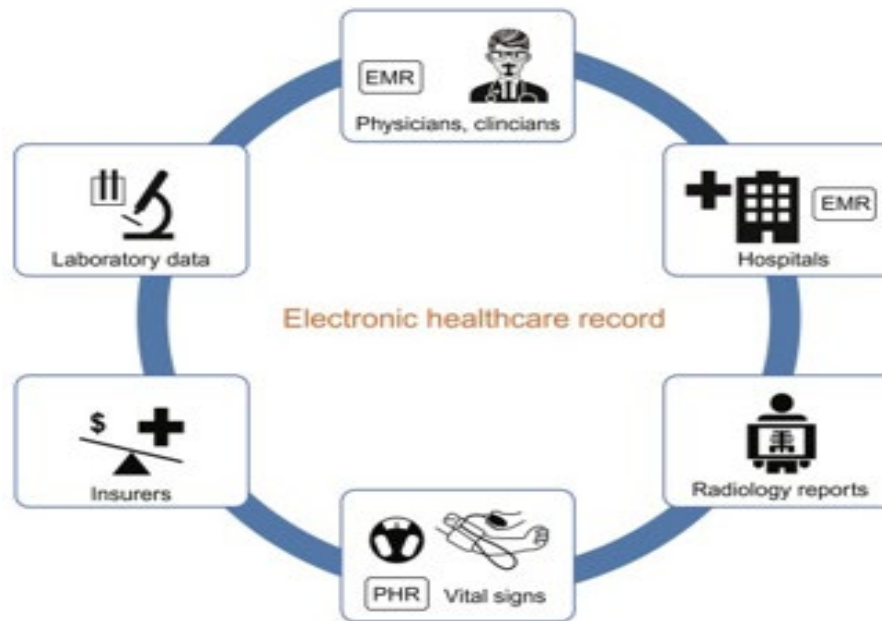 EMR
Physicians, clincians
EMR
Hospitals
Laboratory data
Electronic healthcare record
$
Insurers
Radiology reports
PHR Vital signs